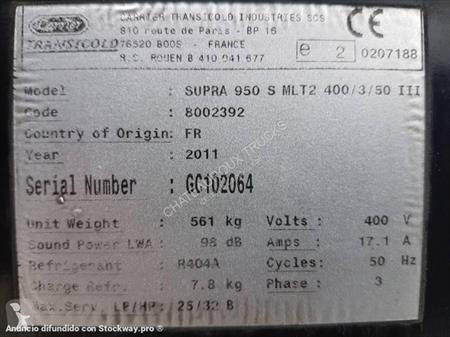 Carrier
TRANSICOLD
CARRIER TRANSICOLD INDUSTRIES SCS
810 route de Paris - BP 16
76520 BOOS - FRANCE
R.C. ROUEN B 410 041 677
CE
e 2 0207188
Model : SUPRA 950 S MLT2 400/3/50 III
Code : 8002392
Country of Origin: FR
Year : 2011
Serial Number : GC102064
Unit Weight : 561 kg Volts : 400 V
Sound Power LWA : 98 dB Amps : 17.1 A
Refrigerant : R404A Cycles: 50 Hz
Charge Refr. : 7.8 kg Phase : 3
Max.Serv. LP/HP: 25/32 B
CHATEAUROUX TRUCKS
Anuncio difundido con Stockway.pro ®